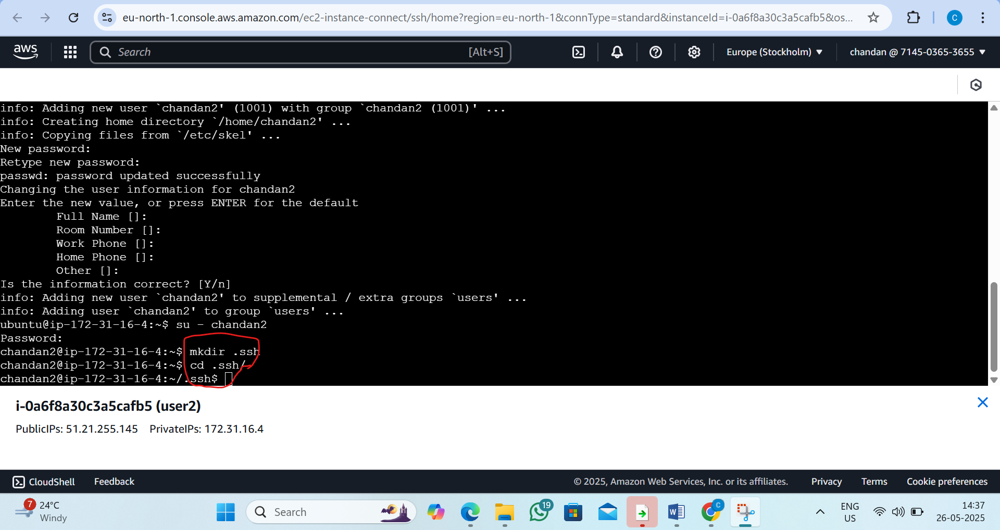 eu-north-1.console.aws.amazon.com/ec2-instance-connect/ssh/home?region=eu-north-1&connType=standard&instanceId=i-0a6f8a30c3a5cafb5&os...
C
aws
Search
[Alt+S]
Europe (Stockholm)
chandan @ 7145-0365-3655
info: Adding new user `chandan2' (1001) with group `chandan2 (1001)' ...
info: Creating home directory `/home/chandan2' ...
info: Copying files from `/etc/skel' ...
New password:
Retype new password:
passwd: password updated successfully
Changing the user information for chandan2
Enter the new value, or press ENTER for the default
Full Name []:
Room Number []:
Work Phone []:
Home Phone []:
Other []:
Is the information correct? [Y/n]
info: Adding new user `chandan2' to supplemental / extra groups `users' ...
info: Adding user `chandan2' to group `users' ...
ubuntu@ip-172-31-16-4:~$ su - chandan2
Password:
chandan2@ip-172-31-16-4:~$ mkdir .ssh
chandan2@ip-172-31-16-4:~$ cd .ssh/
chandan2@ip-172-31-16-4:~/.ssh$
i-0a6f8a30c3a5cafb5 (user2)
PublicIPs: 51.21.255.145 PrivateIPs: 172.31.16.4
CloudShell
Feedback
© 2025, Amazon Web Services, Inc. or its affiliates.
Privacy
Terms
Cookie preferences
7
24°C
Windy
Search
19
W
C
ENG
US
14:37
26-05-2025